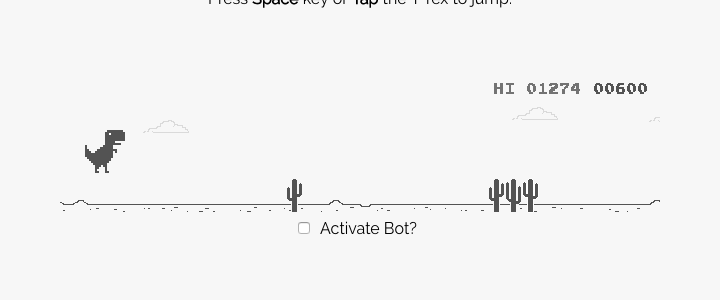 Press Space key or Tap the T-rex to jump.
HI 01274 00600
Activate Bot?